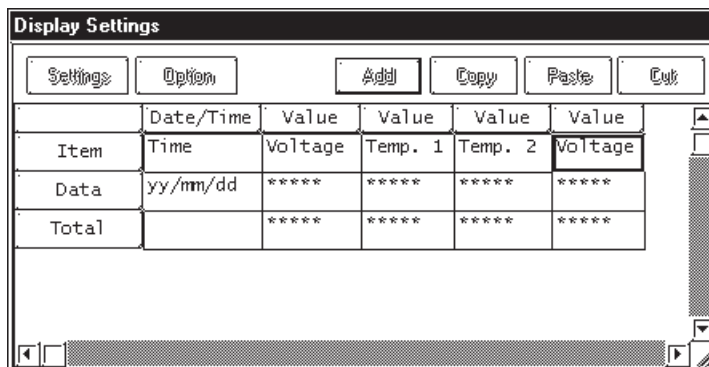 Display Settings
Settings Option Add Copy Paste Cut
Date/Time Value Value Value Value
Item Time Voltage Temp. 1 Temp. 2 Voltage
Data yy/mm/dd ***** ***** ***** *****
Total ***** ***** ***** *****